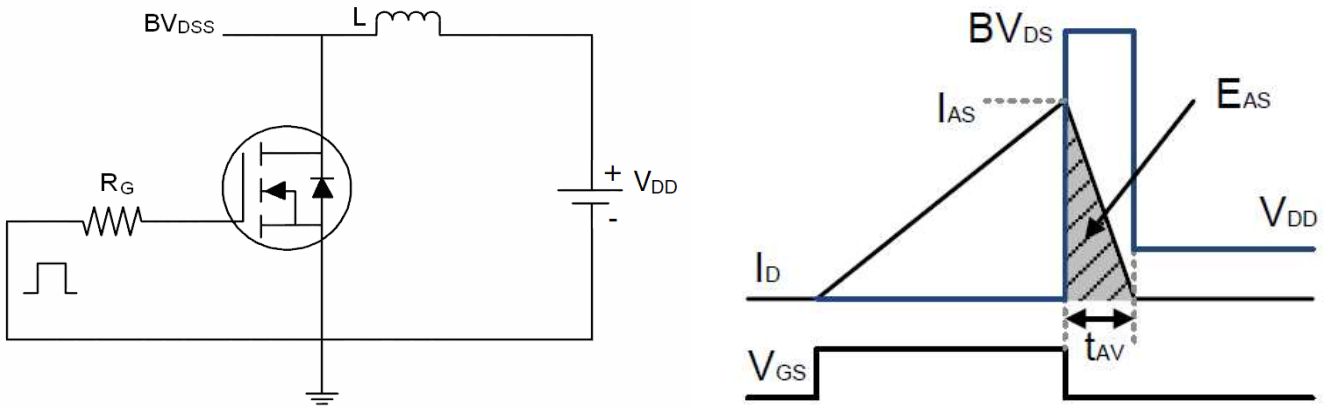 BVDSS
L
RG
+
VDD
-
BVDS
IAS
EAS
VDD
ID
tAV
VGS